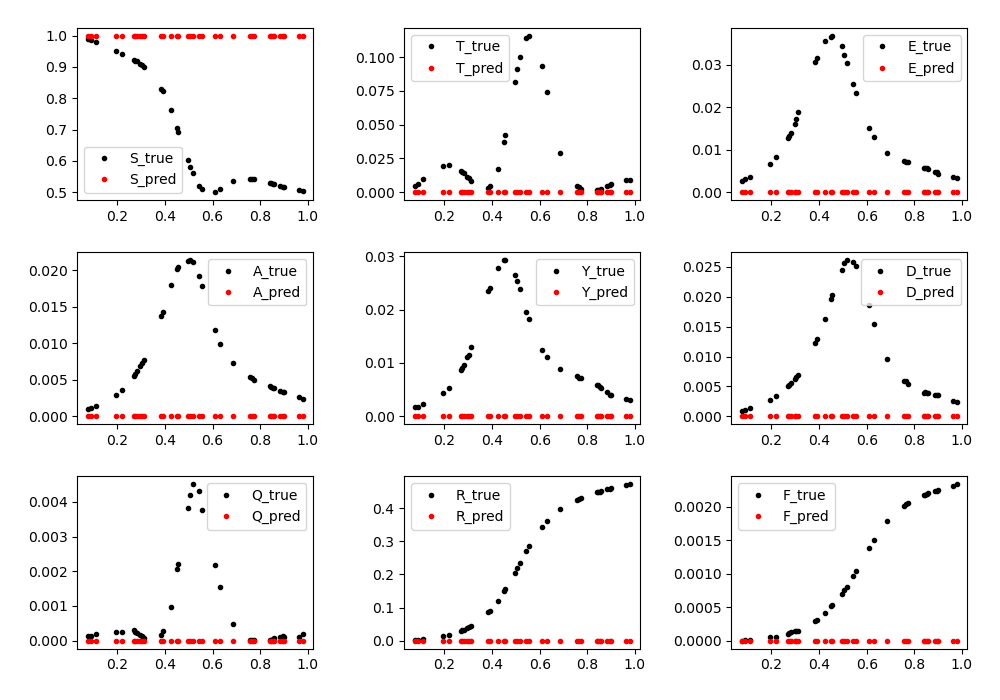 1.0
0.9
0.8
0.7
0.6
0.5
S_true
S_pred
0.2 0.4 0.6 0.8 1.0
0.100
0.075
0.050
0.025
0.000
T_true
T_pred
0.2 0.4 0.6 0.8 1.0
0.03
0.02
0.01
0.00
E_true
E_pred
0.2 0.4 0.6 0.8 1.0
0.020
0.015
0.010
0.005
0.000
A_true
A_pred
0.2 0.4 0.6 0.8 1.0
0.03
0.02
0.01
0.00
Y_true
Y_pred
0.2 0.4 0.6 0.8 1.0
0.025
0.020
0.015
0.010
0.005
0.000
D_true
D_pred
0.2 0.4 0.6 0.8 1.0
0.004
0.003
0.002
0.001
0.000
Q_true
Q_pred
0.2 0.4 0.6 0.8 1.0
0.4
0.3
0.2
0.1
0.0
R_true
R_pred
0.2 0.4 0.6 0.8 1.0
0.0020
0.0015
0.0010
0.0005
0.0000
F_true
F_pred
0.2 0.4 0.6 0.8 1.0